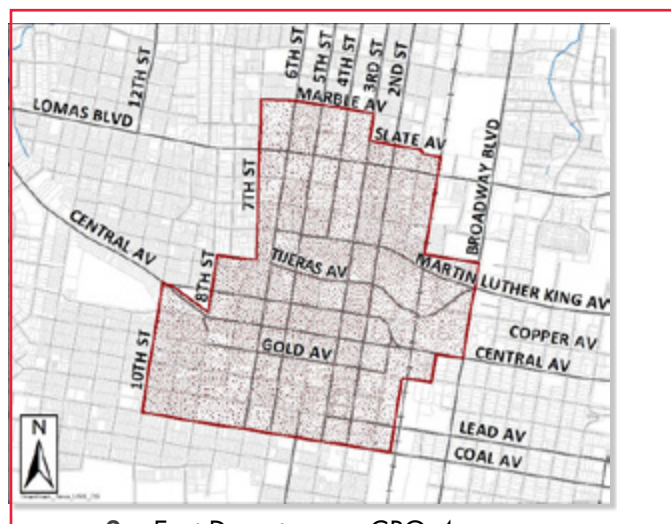 6TH ST
5TH ST
4TH ST
3RD ST
2ND ST
12TH ST
MARBLE AV
LOMAS BLVD
SLATE AV
7TH ST
BROADWAY BLVD
CENTRAL AV
8TH ST
TIJERAS AV
MARTIN LUTHER KING AV
COPPER AV
GOLD AV
CENTRAL AV
10TH ST
LEAD AV
COAL AV
N